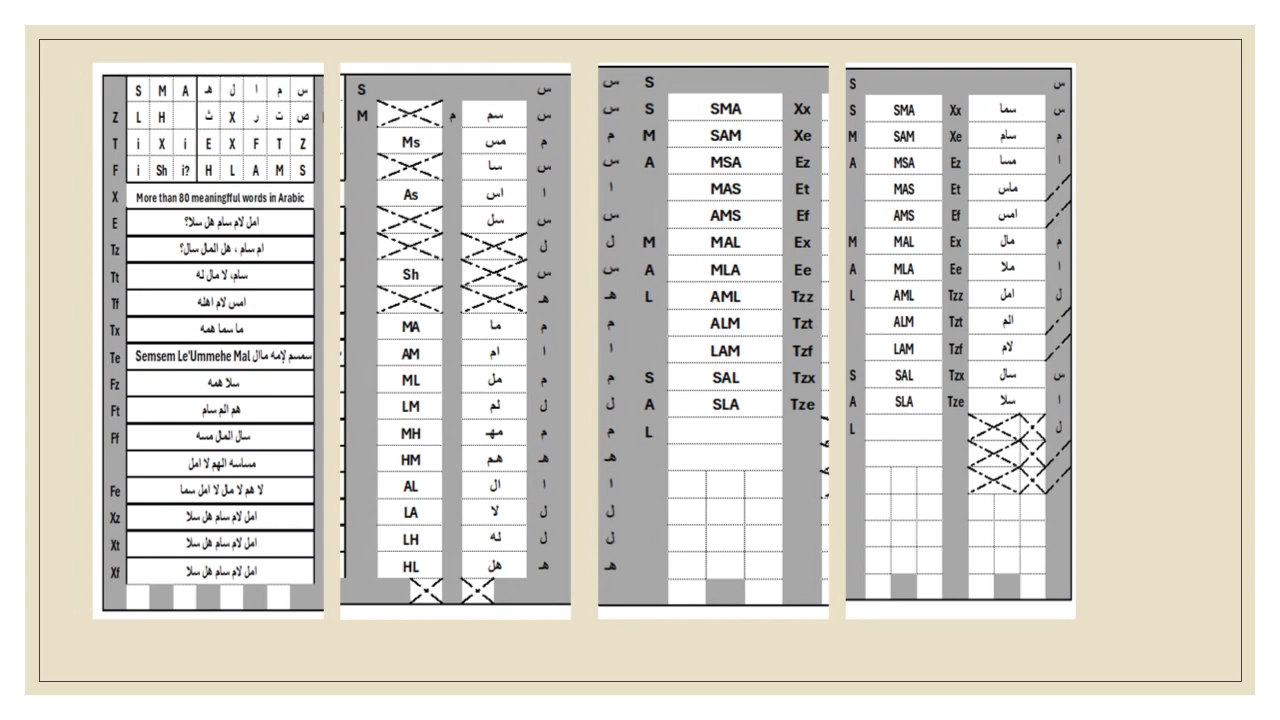 S M A هـ ل ا م س
Z L H ث X ر ت ص
T i X i E X F T Z
F i Sh i? H L A M S
X More than 80 meaningfful words in Arabic
E امل لام سام هل سلا؟
Tz ام سام ، هل المال سال؟
Tt سام، لا مال له
Tf امس لام اهله
Tx ما سما همه
Te Semsem Le'Ummehe Mal سمسم لإمه ماال
Fz سلا همه
Ft هم الم سام
Ff سال المال مسه
مساسه الهم لا امل
Fe لا هم لا مال لا امل سما
Xz امل لام سام هل سلا
Xt امل لام سام هل سلا
Xf امل لام سام هل سلا
S س
M م سم س
Ms مس م
سا س
As اس ا
سل س
ل
Sh س
هـ
MA ما م
AM ام ا
ML مل م
LM لم ل
MH مهـ م
HM هم هـ
AL ال ا
LA لا ل
LH له ل
HL هل هـ
س S
س S SMA Xx
م M SAM Xe
س A MSA Ez
ا MAS Et
س AMS Ef
ل M MAL Ex
س A MLA Ee
هـ L AML Tzz
م ALM Tzt
ا LAM Tzf
م S SAL Tzx
ل A SLA Tze
م L
هـ
ا
ل
ل
هـ
S س
S SMA Xx سما س
M SAM Xe سام م
A MSA Ez مسا ا
MAS Et ماس
AMS Ef امس
M MAL Ex مال م
A MLA Ee ملا ا
L AML Tzz امل ل
ALM Tzt الم
LAM Tzf لام
S SAL Tzx سال س
A SLA Tze سلا ا
L ل